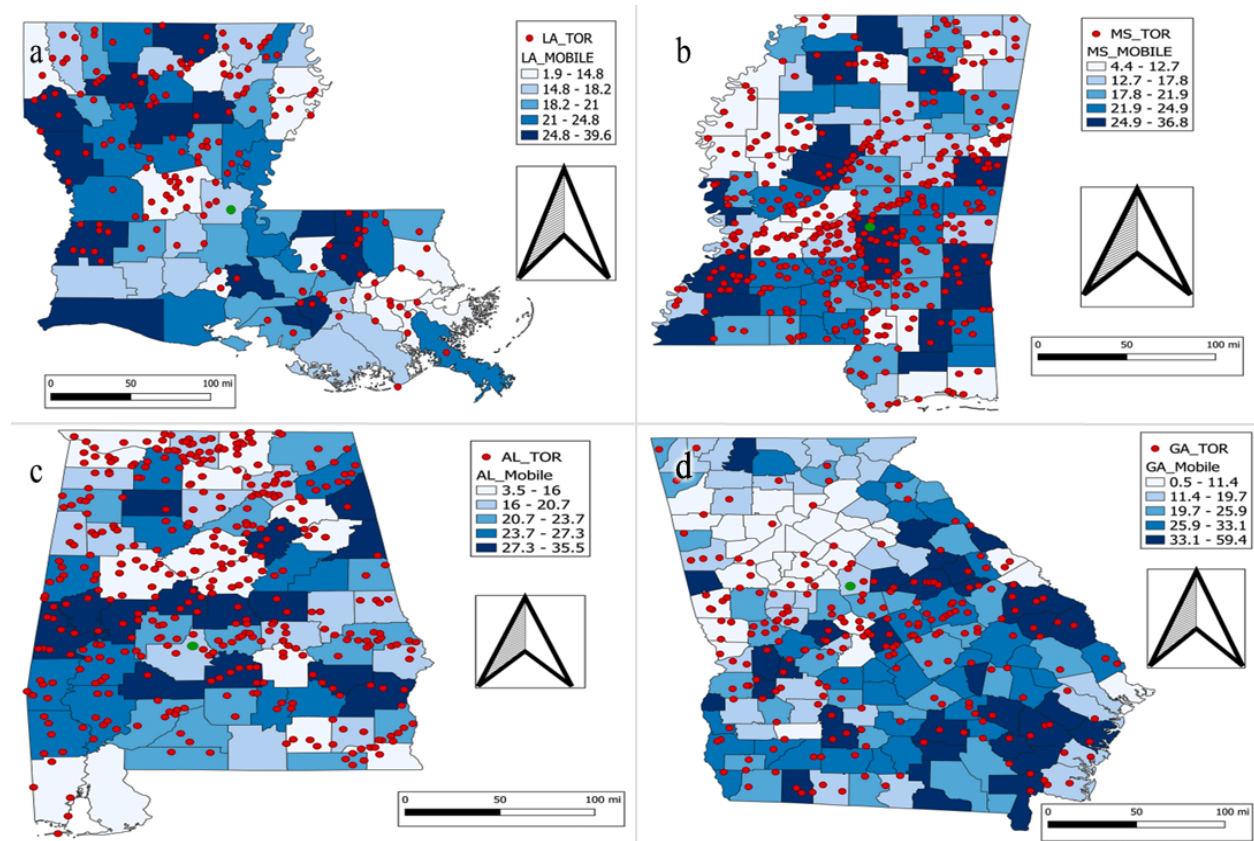 a
LA_TOR
LA_MOBILE
1.9 - 14.8
14.8 - 18.2
18.2 - 21
21 - 24.8
24.8 - 39.6
0 50 100 mi
b
MS_TOR
MS_MOBILE
4.4 - 12.7
12.7 - 17.8
17.8 - 21.9
21.9 - 24.9
24.9 - 36.8
0 50 100 mi
c
AL_TOR
AL_Mobile
3.5 - 16
16 - 20.7
20.7 - 23.7
23.7 - 27.3
27.3 - 35.5
0 50 100 mi
d
GA_TOR
GA_Mobile
0.5 - 11.4
11.4 - 19.7
19.7 - 25.9
25.9 - 33.1
33.1 - 59.4
0 50 100 mi